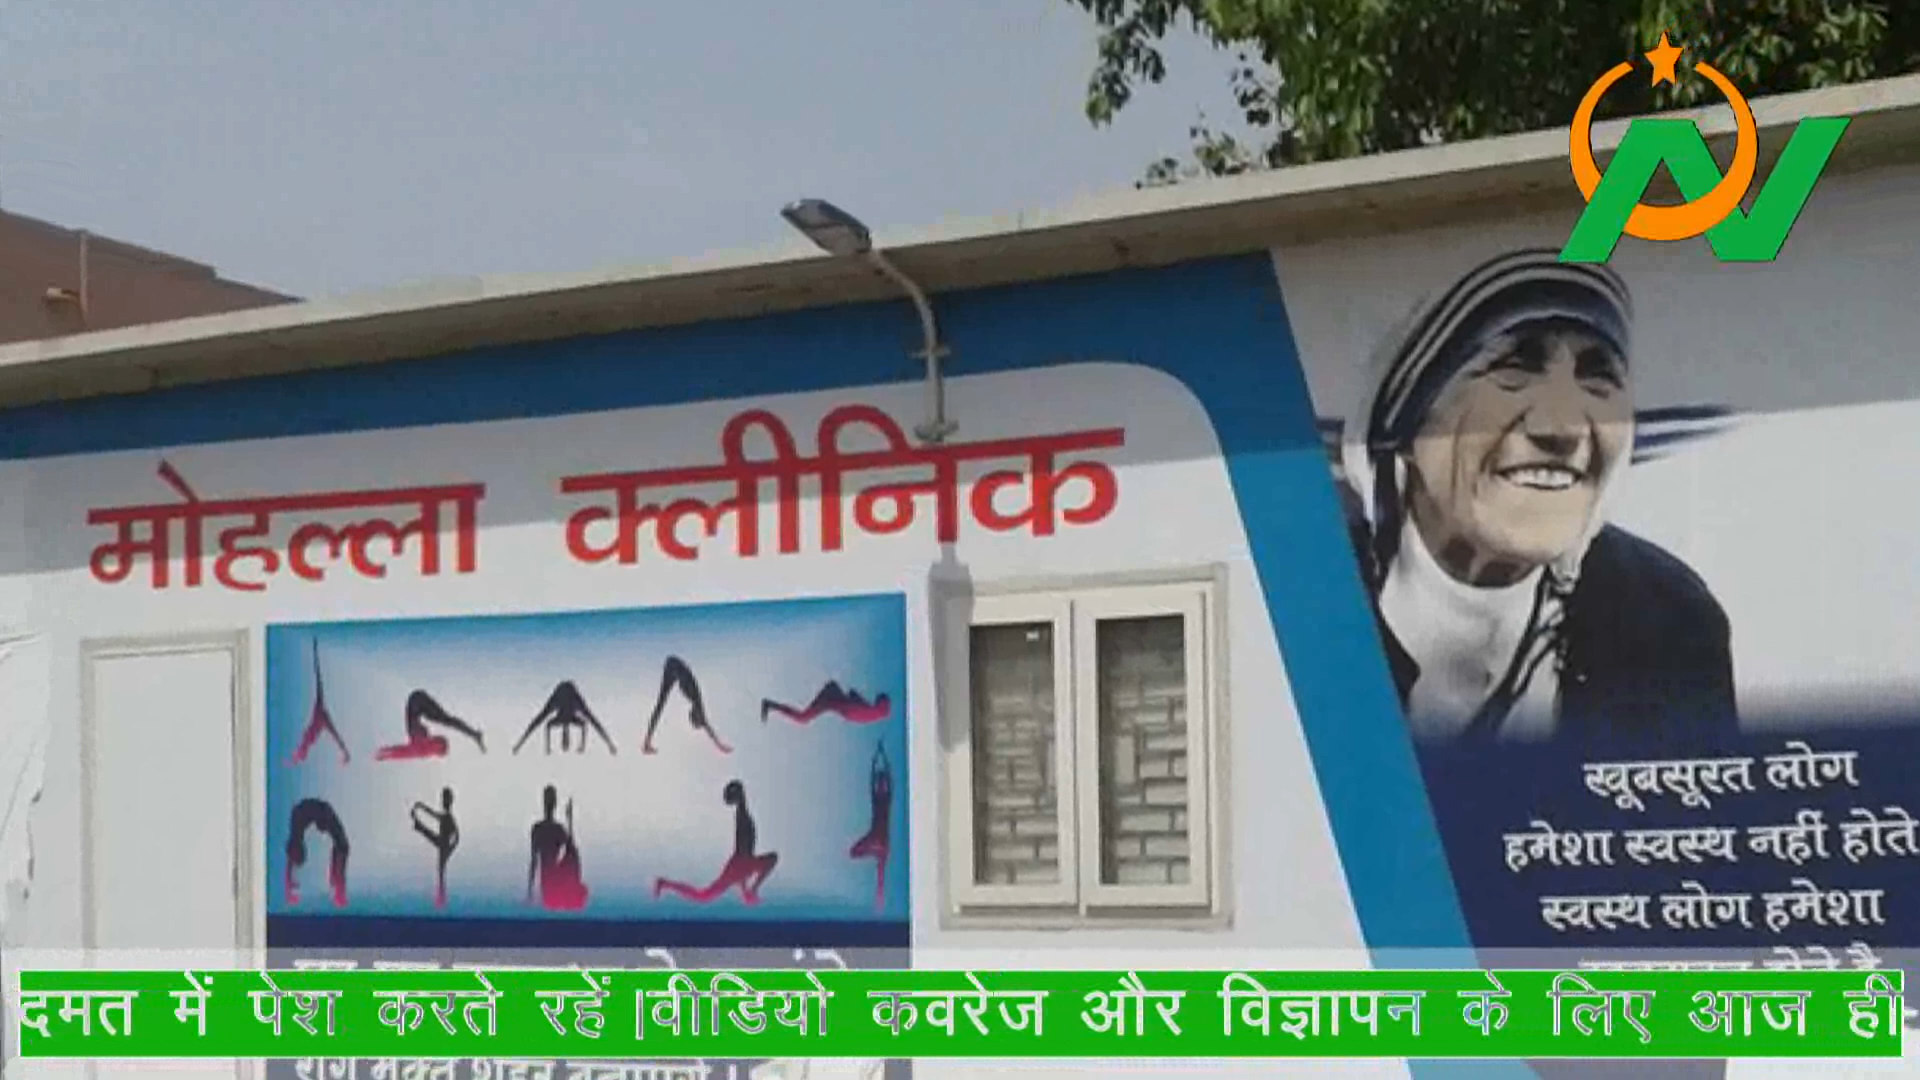 मोहल्ला क्लीनिक
खूबसूरत लोग
हमेशा स्वस्थ नहीं होते
स्वस्थ लोग हमेशा
दमत में पेश करते रहें|वीडियो कवरेज और विज्ञापन के लिए आज ही